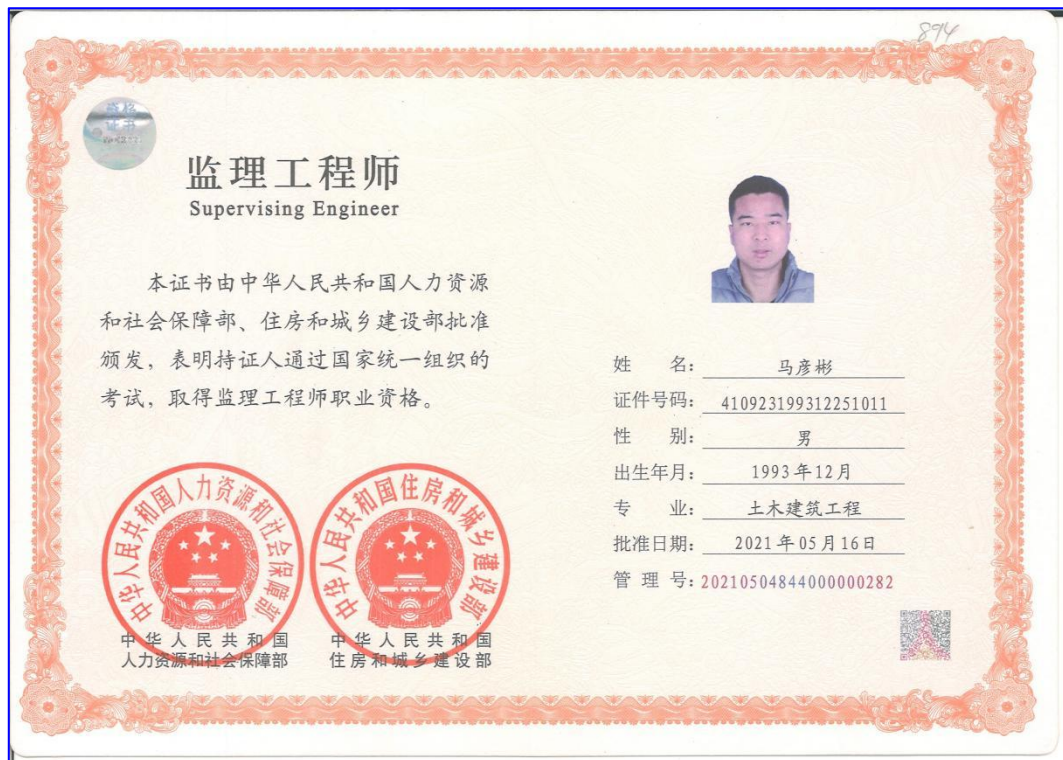 894
监理工程师
Supervising Engineer
本证书由中华人民共和国人力资源
和社会保障部、住房和城乡建设部批准
颁发，表明持证人通过国家统一组织的
考试，取得监理工程师职业资格。
姓 名：马彦彬
证件号码：410923199312251011
性 别：男
出生年月：1993年12月
专 业：土木建筑工程
批准日期：2021年05月16日
管 理 号：20210504844000000282
中华人民共和国人力资源和社会保障部
中华人民共和国住房和城乡建设部
中华人民共和国
人力资源和社会保障部
中华人民共和国
住房和城乡建设部